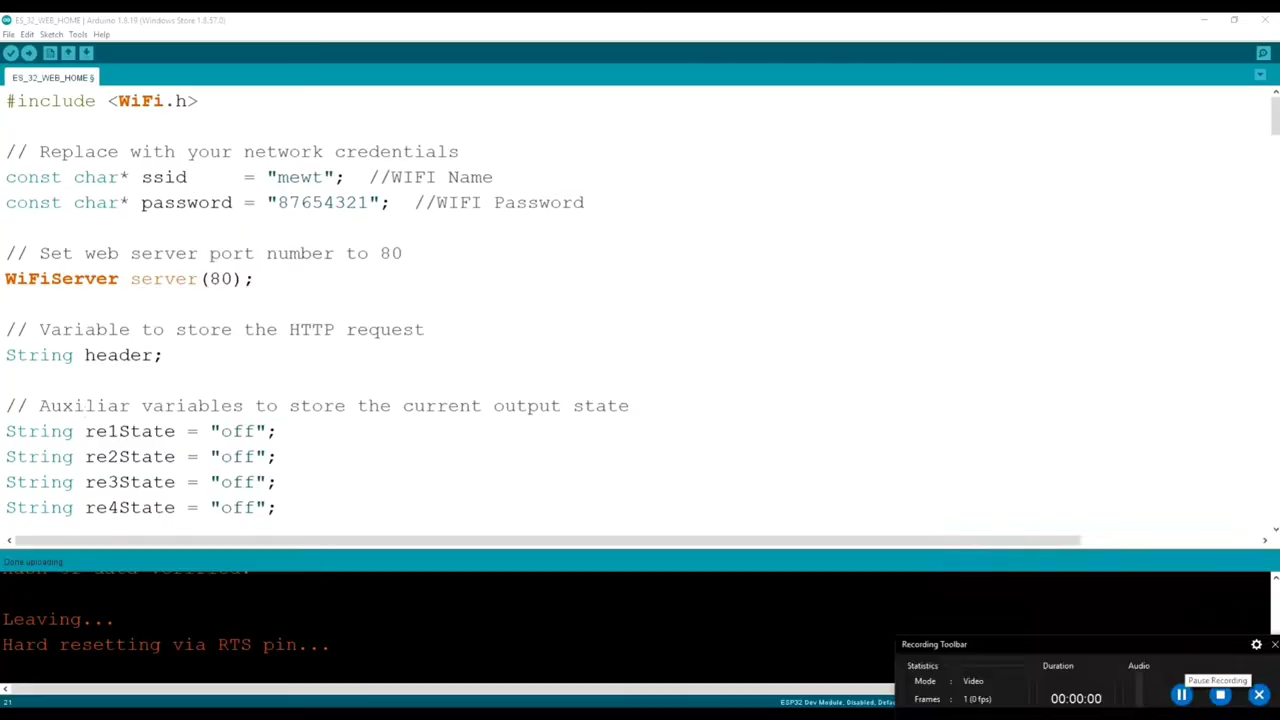 ES_32_WEB_HOME | Arduino 1.8.19 (Windows Store 1.8.57.0)
File Edit Sketch Tools Help
ES_32_WEB_HOME §
#include <WiFi.h>
// Replace with your network credentials
const char* ssid     = "mewt";  //WIFI Name
const char* password = "87654321";  //WIFI Password
// Set web server port number to 80
WiFiServer server(80);
// Variable to store the HTTP request
String header;
// Auxiliar variables to store the current output state
String re1State = "off";
String re2State = "off";
String re3State = "off";
String re4State = "off";
Done uploading.
Leaving...
Hard resetting via RTS pin...
Recording Toolbar
Statistics Duration Audio
Mode : Video
Pause Recording
Frames : 1 (0 fps)
00:00:00
21
ESP32 Dev Module, Disabled,